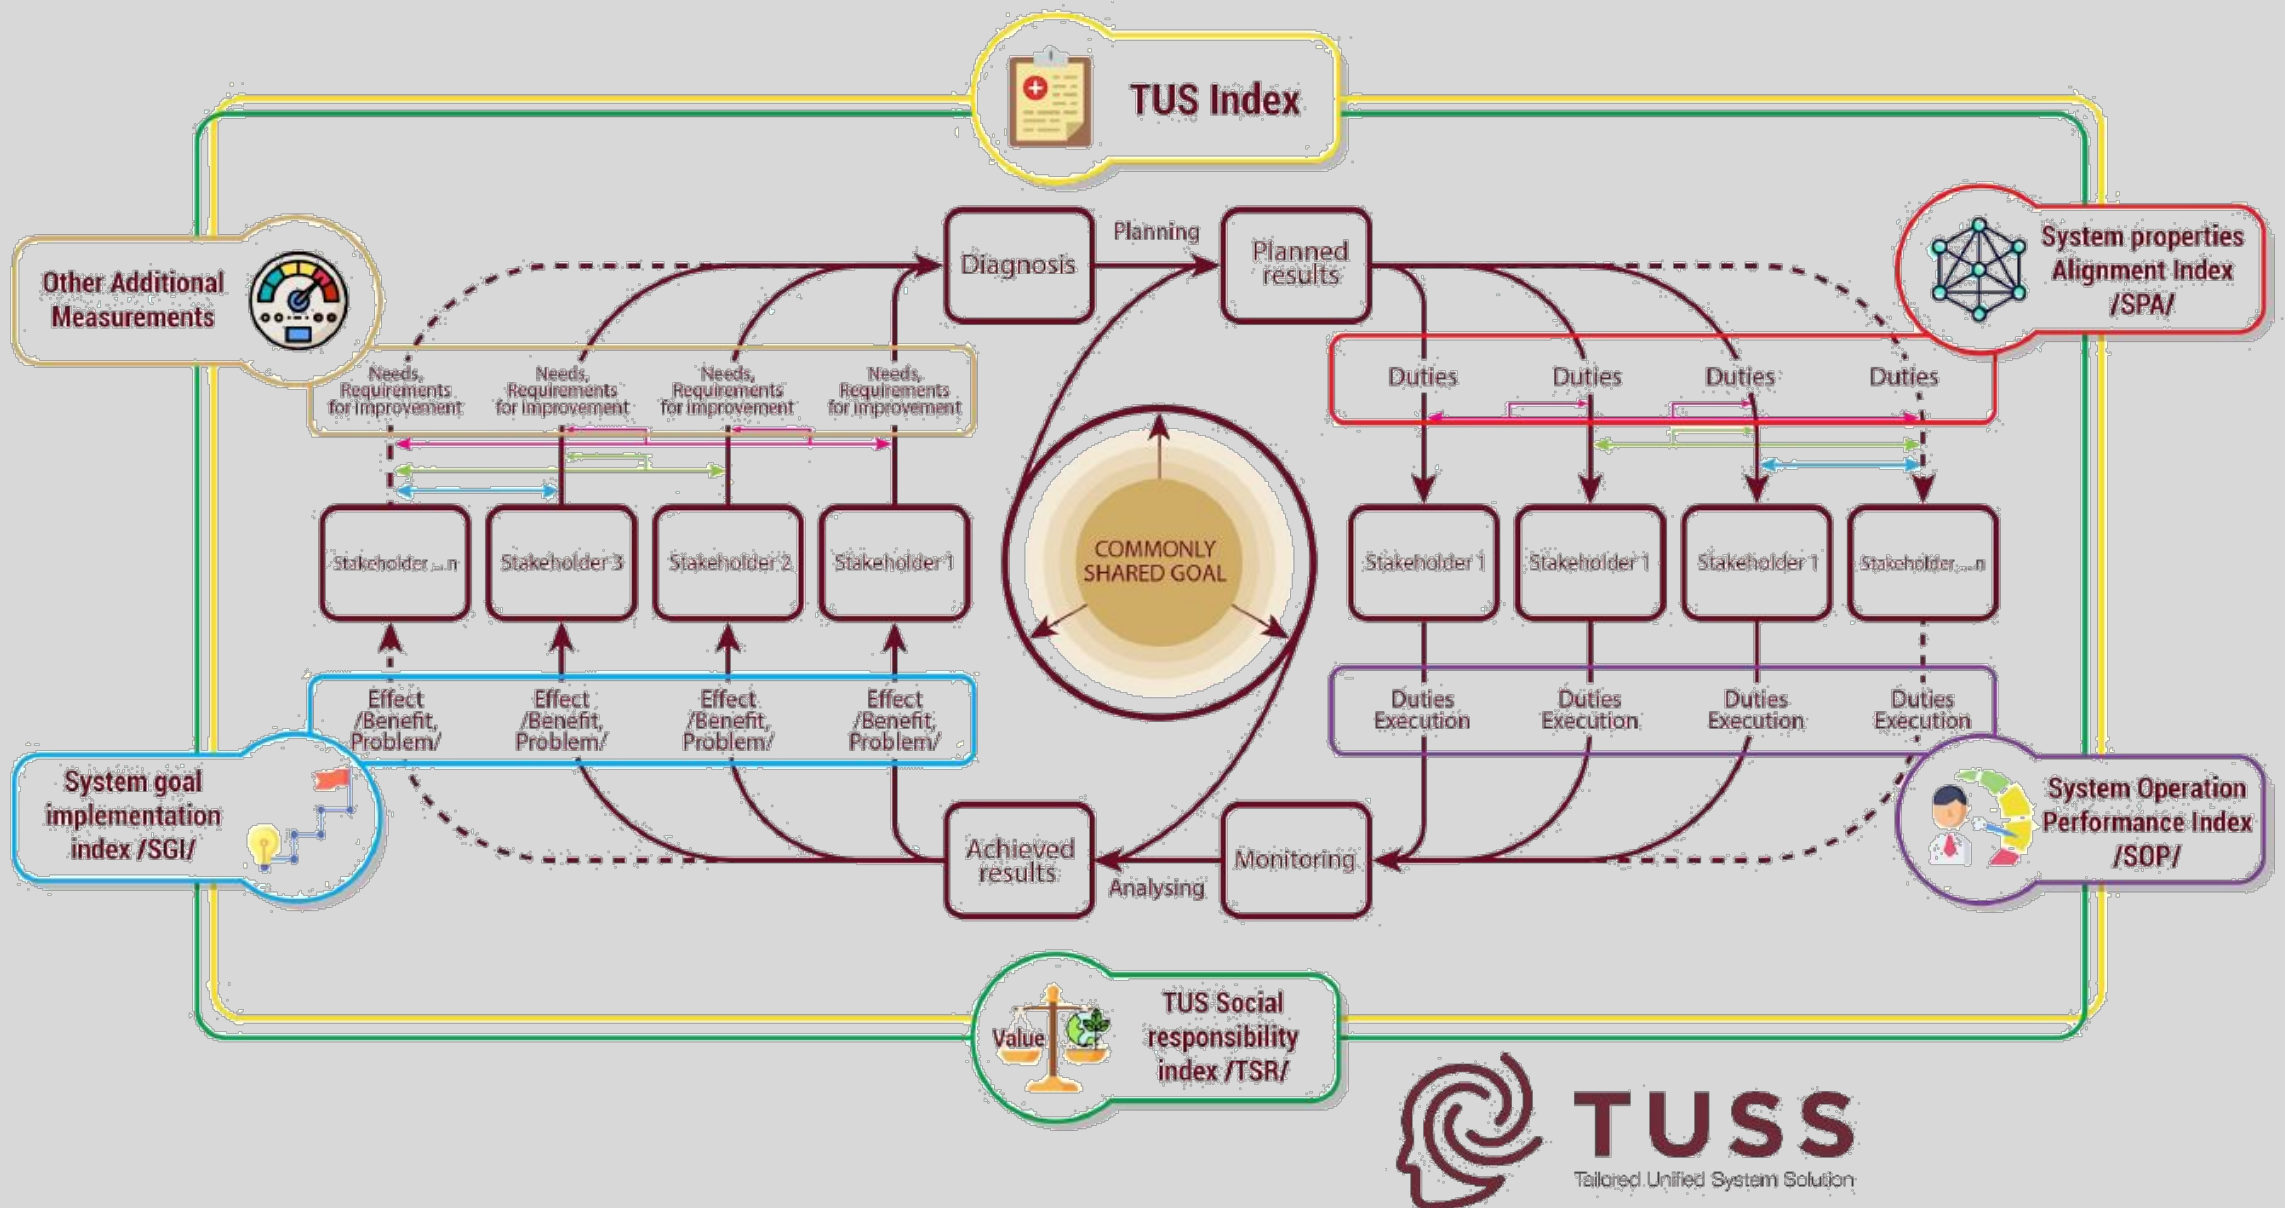 TUS Index
Other Additional
Measurements
Diagnosis
Planning
Planned
results
System properties
Alignment Index
/SPA/
Needs,
Requirements
for Improvement
Needs,
Requirements
for Improvement
Needs,
Requirements
for Improvement
Needs,
Requirements
for Improvement
Duties
Duties
Duties
Duties
Stakeholder ...n
Stakeholder 3
Stakeholder 2
Stakeholder 1
COMMONLY
SHARED GOAL
Stakeholder 1
Stakeholder 1
Stakeholder 1
Stakeholder ...n
Effect
/Benefit,
Problem/
Effect
/Benefit,
Problem/
Effect
/Benefit,
Problem/
Effect
/Benefit,
Problem/
Duties
Execution
Duties
Execution
Duties
Execution
Duties
Execution
System goal
implementation
index /SGI/
Achieved
results
Analysing
Monitoring
System Operation
Performance Index
/SOP/
Value
TUS Social
responsibility
index /TSR/
TUSS
Tailored Unified System Solution